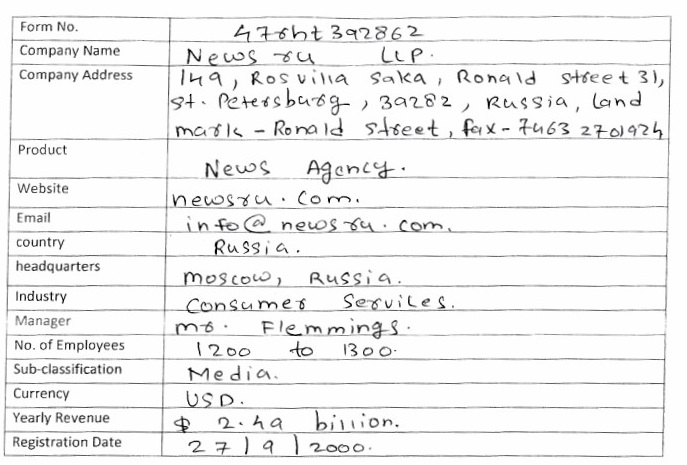 Form No. 47rht392862
Company Name News ru LLP.
Company Address 149, Rosvilla saka, Ronald street 31,
St. Petersburg, 39282, Russia, Land
mark - Ronald street, fax - 7463 2701924
Product News Agency.
Website newsru.com.
Email info@newsru.com.
country Russia.
headquarters moscow, Russia.
Industry Consumer Services.
Manager mr. Flemmings.
No. of Employees 1200 to 1300.
Sub-classification Media.
Currency USD.
Yearly Revenue $ 2.49 billion.
Registration Date 27/9/2000.